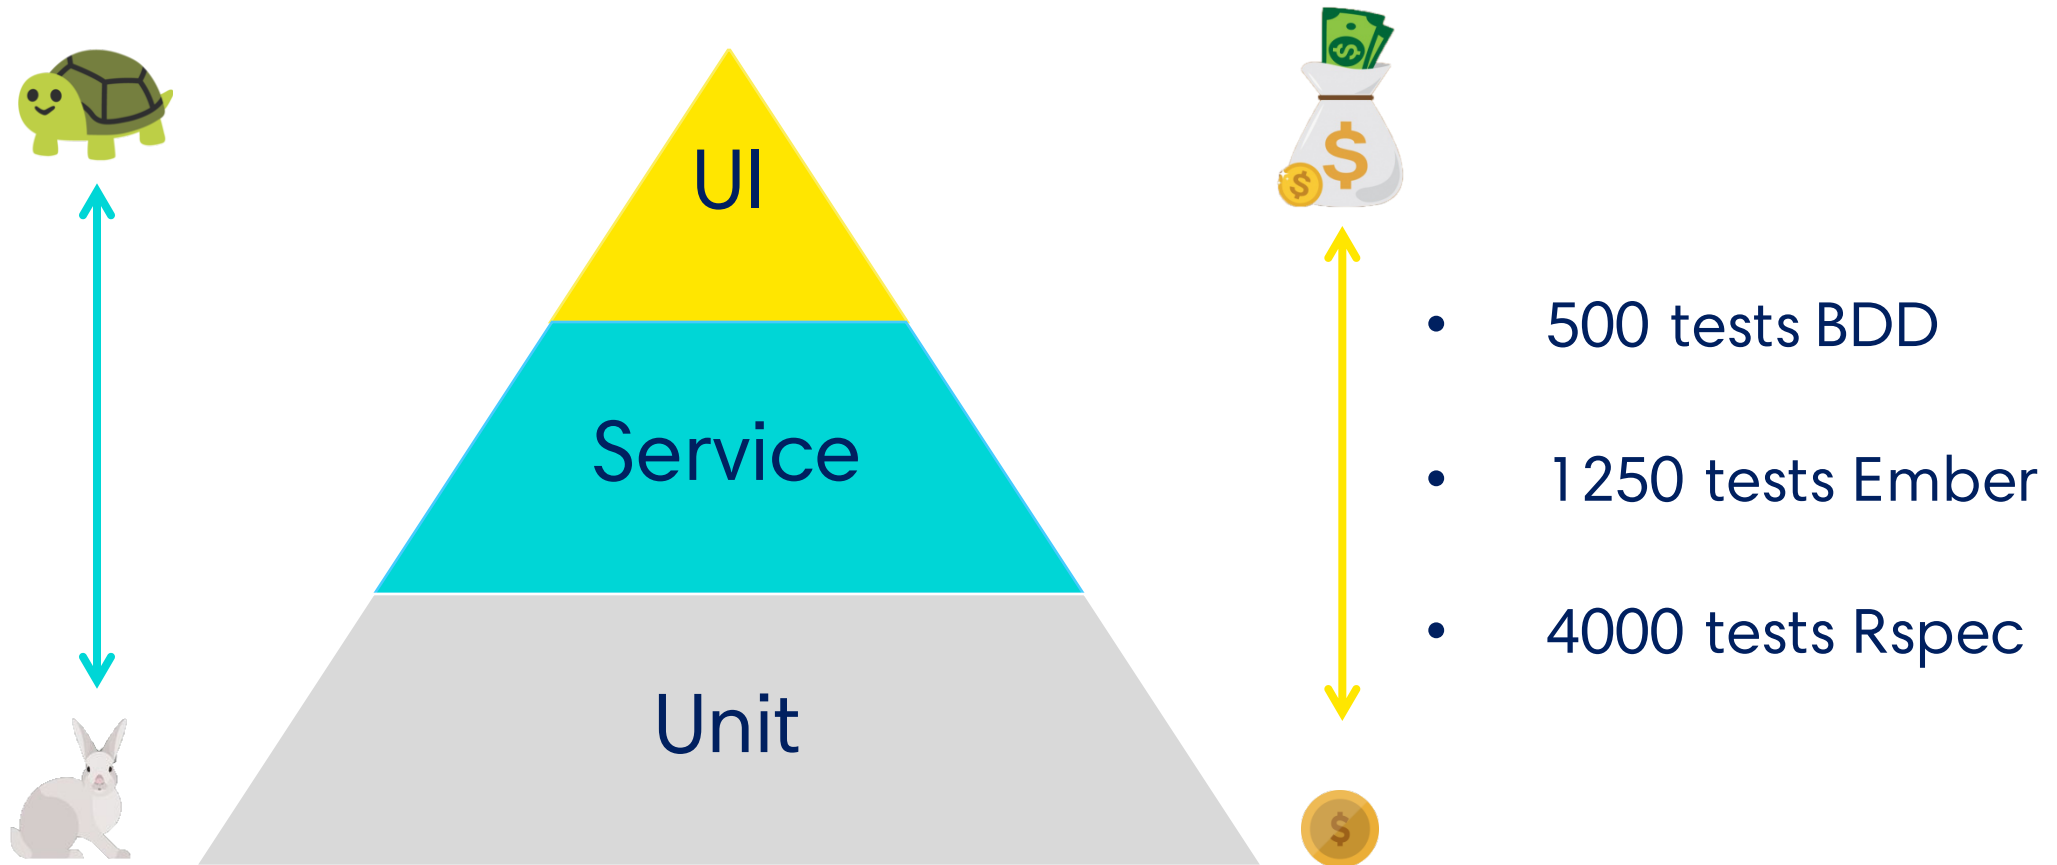 UI
Service
Unit
$
$
$
$
• 500 tests BDD
• 1250 tests Ember
• 4000 tests Rspec